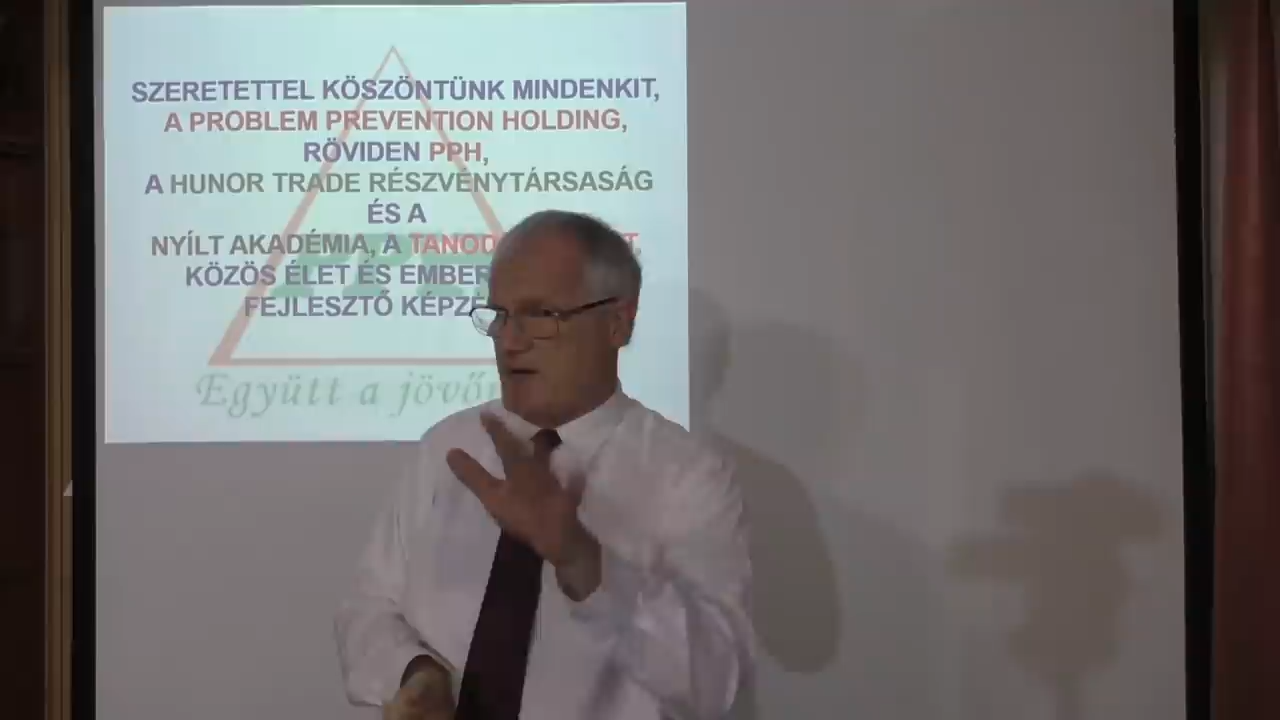 SZERETETTEL KÖSZÖNTÜNK MINDENKIT,
A PROBLEM PREVENTION HOLDING,
RÖVIDEN PPH,
A HUNOR TRADE RÉSZVÉNYTÁRSASÁG
ÉS A
NYÍLT AKADÉMIA, A
KÖZÖS ÉLET ÉS
FEJLESZTŐ
Együtt a